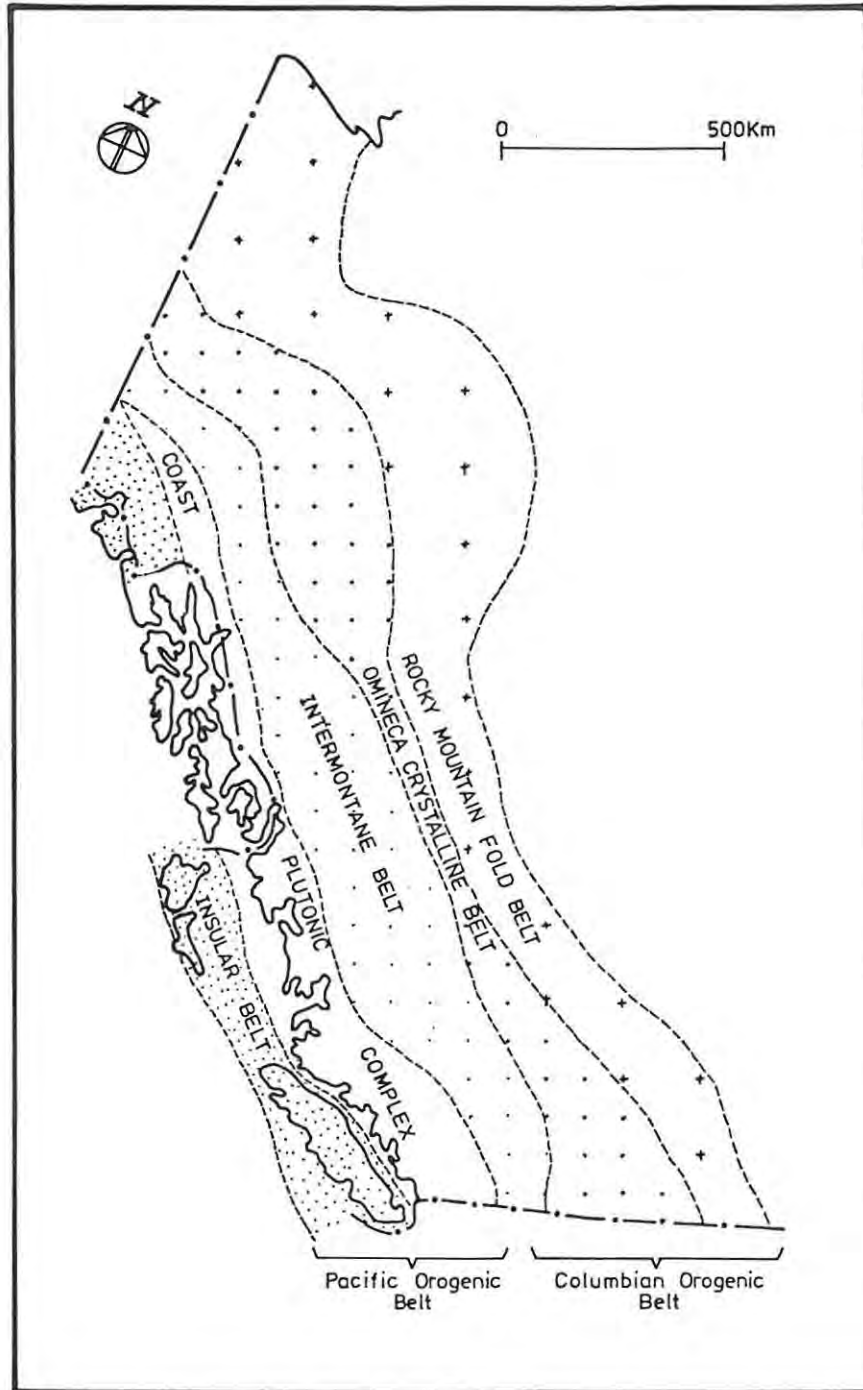 N
0 500Km
COAST
PLUTONIC
COMPLEX
INTERMONTANE BELT
OMINECA CRYSTALLINE BELT
ROCKY MOUNTAIN FOLD BELT
INSULAR
BELT
Pacific Orogenic
Belt
Columbian Orogenic
Belt